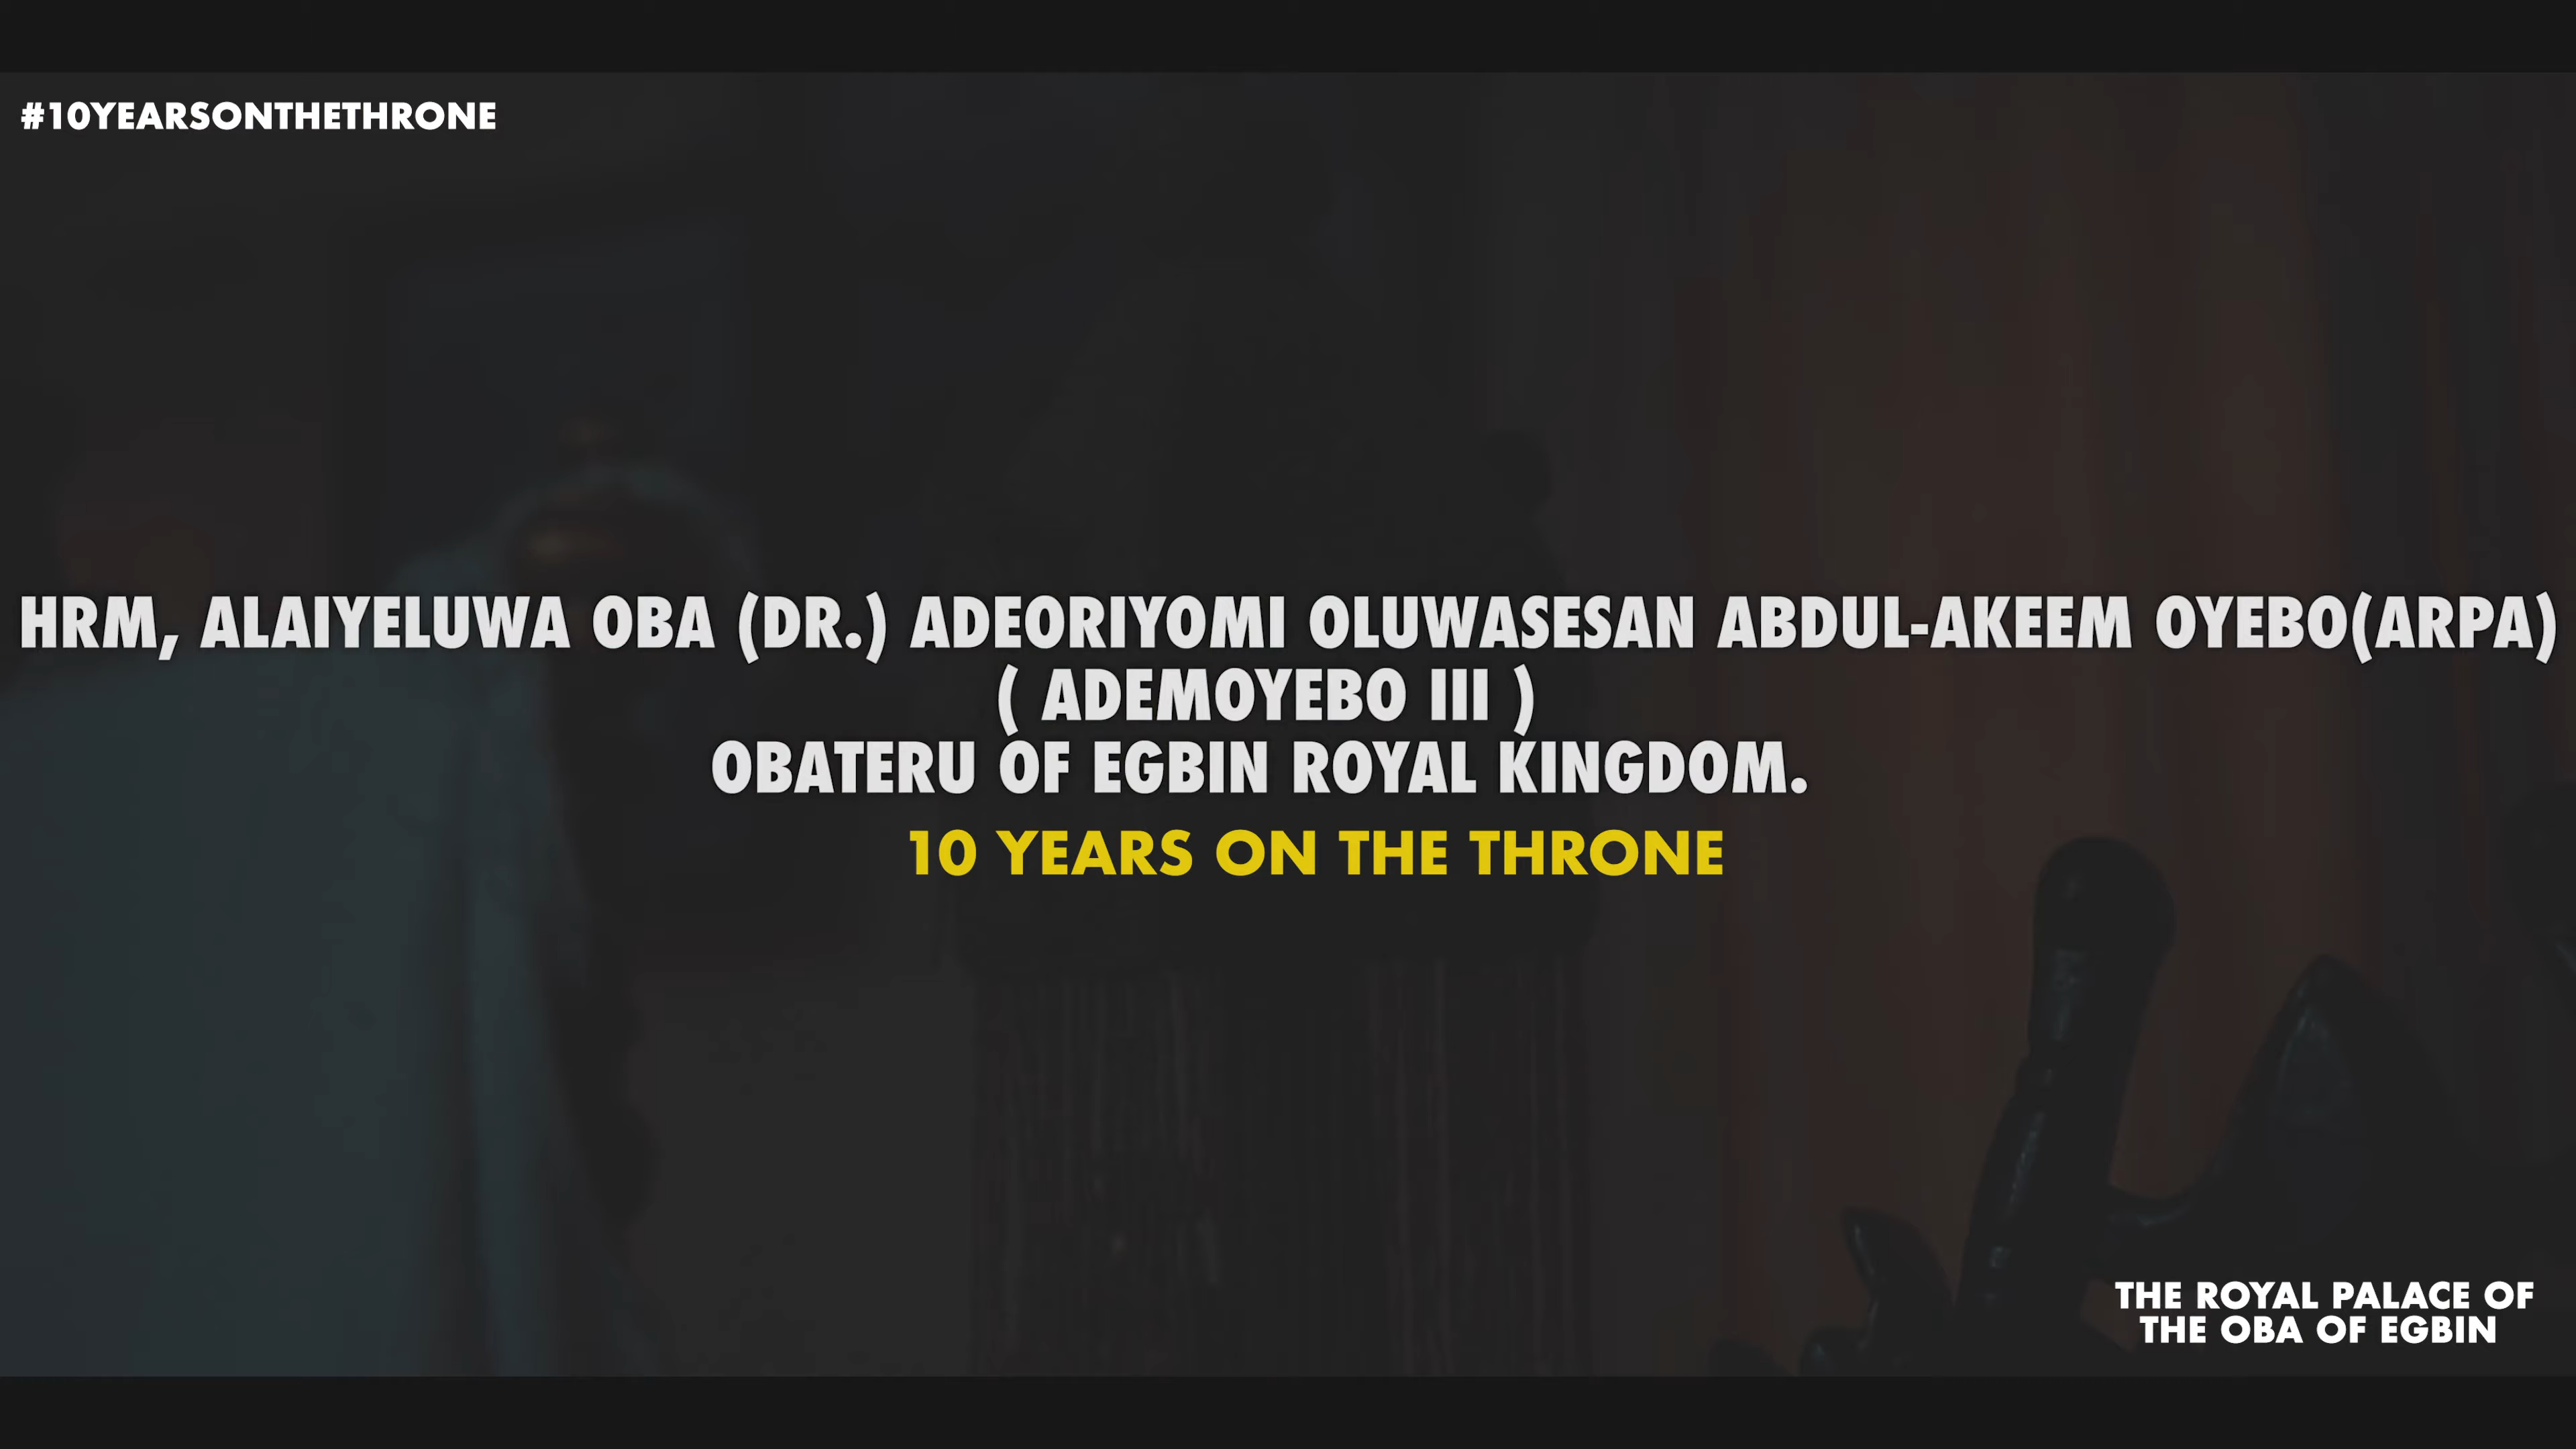 #10YEARSONTHETHRONE
HRM, ALAIYELUWA OBA (DR.) ADEORIYOMI OLUWASESAN ABDUL-AKEEM OYEBO(ARPA)
( ADEMOYEBO III )
OBATERU OF EGBIN ROYAL KINGDOM.
10 YEARS ON THE THRONE
THE ROYAL PALACE OF
THE OBA OF EGBIN